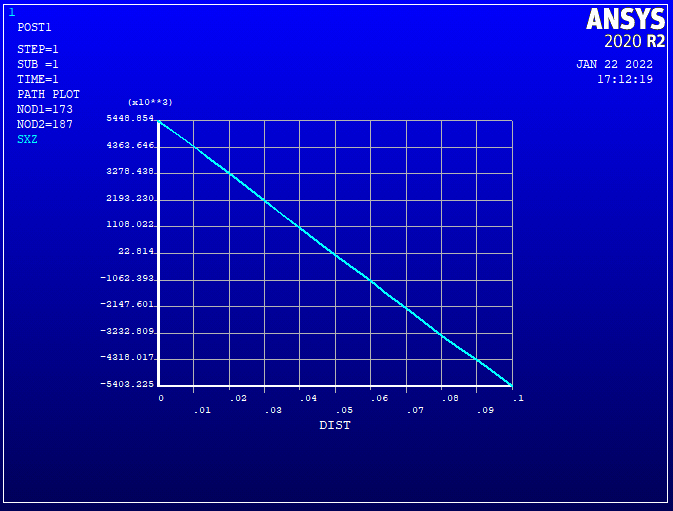 1
POST1
STEP=1
SUB =1
TIME=1
PATH PLOT
NOD1=173
NOD2=187
SXZ
ANSYS
2020 R2
JAN 22 2022
17:12:19
(x10**3)
5448.854
4363.646
3278.438
2193.230
1108.022
22.814
-1062.393
-2147.601
-3232.809
-4318.017
-5403.225
0 .02 .04 .06 .08 .1
.01 .03 .05 .07 .09
DIST